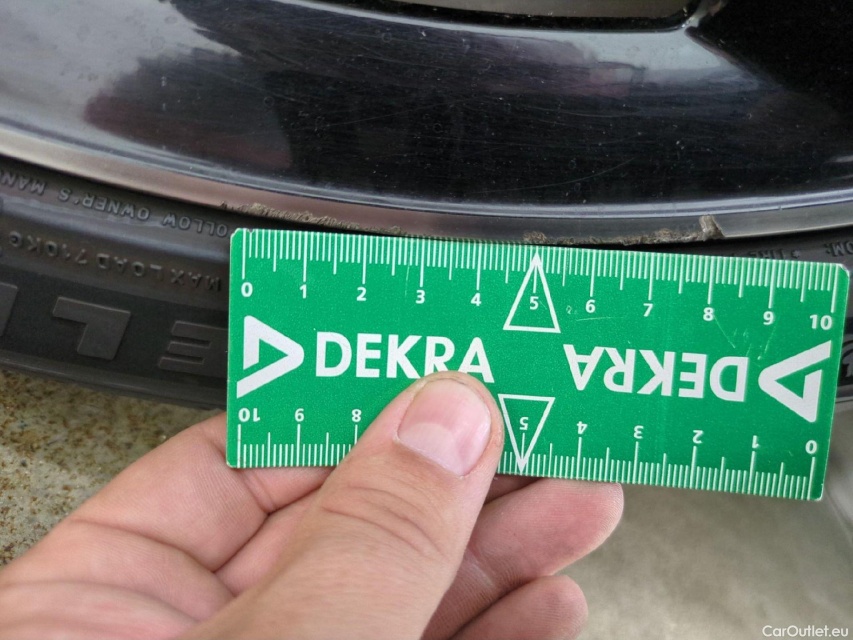 FOLLOW OWNER'S
MAX LOAD 710KG
0 1 2 3 4 5 6 7 8 9 10
DEKRA DEKRA
10 9 8 5 4 3 2 1 0
CarOutlet.eu